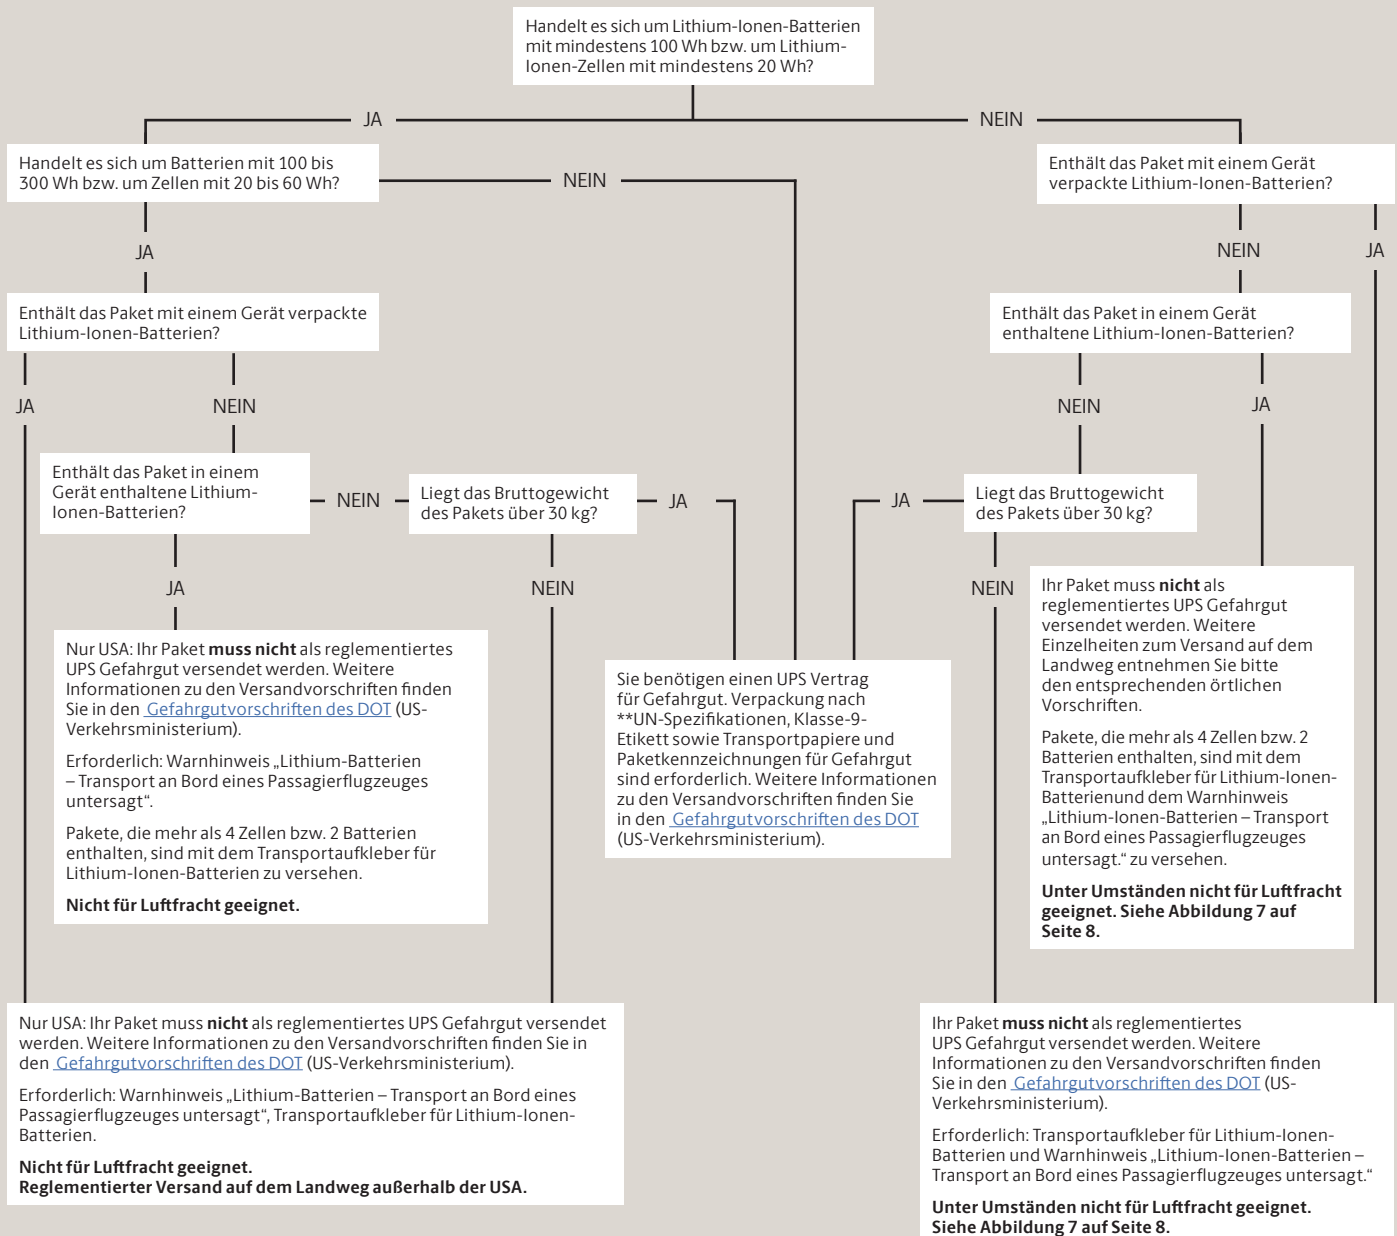 Handelt es sich um Lithium-Ionen-Batterien
mit mindestens 100 Wh bzw. um Lithium-
Ionen-Zellen mit mindestens 20 Wh?
JA
NEIN
Handelt es sich um Batterien mit 100 bis
300 Wh bzw. um Zellen mit 20 bis 60 Wh?
NEIN
Enthält das Paket mit einem Gerät
verpackte Lithium-Ionen-Batterien?
JA
NEIN
JA
Enthält das Paket mit einem Gerät verpackte
Lithium-Ionen-Batterien?
Enthält das Paket in einem Gerät
enthaltene Lithium-Ionen-Batterien?
JA
NEIN
NEIN
JA
Enthält das Paket in einem
Gerät enthaltene Lithium-
Ionen-Batterien?
NEIN
Liegt das Bruttogewicht
des Pakets über 30 kg?
JA
JA
Liegt das Bruttogewicht
des Pakets über 30 kg?
JA
NEIN
NEIN
Nur USA: Ihr Paket muss nicht als reglementiertes
UPS Gefahrgut versendet werden. Weitere
Informationen zu den Versandvorschriften finden
Sie in den Gefahrgutvorschriften des DOT (US-
Verkehrsministerium).
Erforderlich: Warnhinweis „Lithium-Batterien
– Transport an Bord eines Passagierflugzeuges
untersagt“.
Pakete, die mehr als 4 Zellen bzw. 2 Batterien
enthalten, sind mit dem Transportaufkleber für
Lithium-Ionen-Batterien zu versehen.
Nicht für Luftfracht geeignet.
Sie benötigen einen UPS Vertrag
für Gefahrgut. Verpackung nach
**UN-Spezifikationen, Klasse-9-
Etikett sowie Transportpapiere und
Paketkennzeichnungen für Gefahrgut
sind erforderlich. Weitere Informationen
zu den Versandvorschriften finden Sie
in den Gefahrgutvorschriften des DOT
(US-Verkehrsministerium).
Ihr Paket muss nicht als
reglementiertes UPS Gefahrgut
versendet werden. Weitere
Einzelheiten zum Versand auf dem
Landweg entnehmen Sie bitte
den entsprechenden örtlichen
Vorschriften.
Pakete, die mehr als 4 Zellen bzw. 2
Batterien enthalten, sind mit dem
Transportaufkleber für Lithium-Ionen-
Batterienund dem Warnhinweis
„Lithium-Ionen-Batterien – Transport
an Bord eines Passagierflugzeuges
untersagt.“ zu versehen.
Unter Umständen nicht für Luftfracht
geeignet. Siehe Abbildung 7 auf
Seite 8.
Nur USA: Ihr Paket muss nicht als reglementiertes UPS Gefahrgut versendet
werden. Weitere Informationen zu den Versandvorschriften finden Sie in
den Gefahrgutvorschriften des DOT (US-Verkehrsministerium).
Erforderlich: Warnhinweis „Lithium-Batterien – Transport an Bord eines
Passagierflugzeuges untersagt“, Transportaufkleber für Lithium-Ionen-
Batterien.
Nicht für Luftfracht geeignet.
Reglementierter Versand auf dem Landweg außerhalb der USA.
Ihr Paket muss nicht als reglementiertes
UPS Gefahrgut versendet werden. Weitere
Informationen zu den Versandvorschriften finden
Sie in den Gefahrgutvorschriften des DOT (US-
Verkehrsministerium).
Erforderlich: Transportaufkleber für Lithium-Ionen-
Batterien und Warnhinweis „Lithium-Ionen-Batterien –
Transport an Bord eines Passagierflugzeuges untersagt.“
Unter Umständen nicht für Luftfracht geeignet.
Siehe Abbildung 7 auf Seite 8.